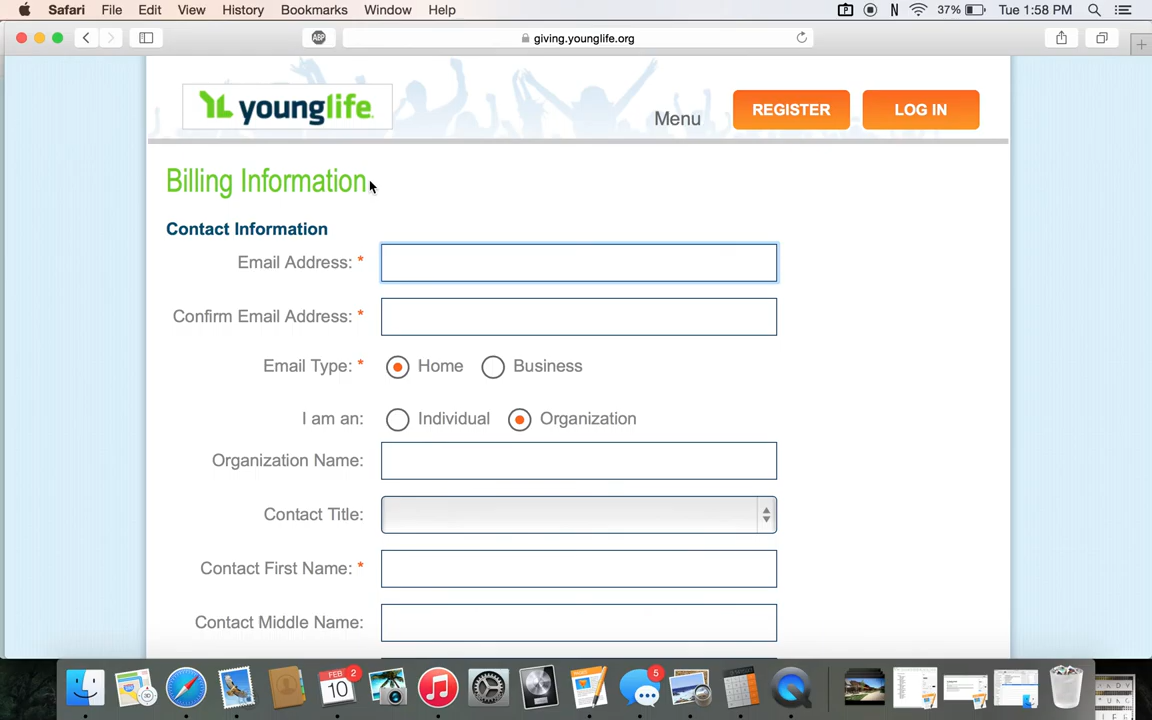 Safari File Edit View History Bookmarks Window Help 37% Tue 1:58 PM
ABP giving.younglife.org
YL younglife.
Menu REGISTER LOG IN
Billing Information
Contact Information
Email Address: *
Confirm Email Address: *
Email Type: * Home Business
I am an: Individual Organization
Organization Name:
Contact Title:
Contact First Name: *
Contact Middle Name:
FEB 2 10 5